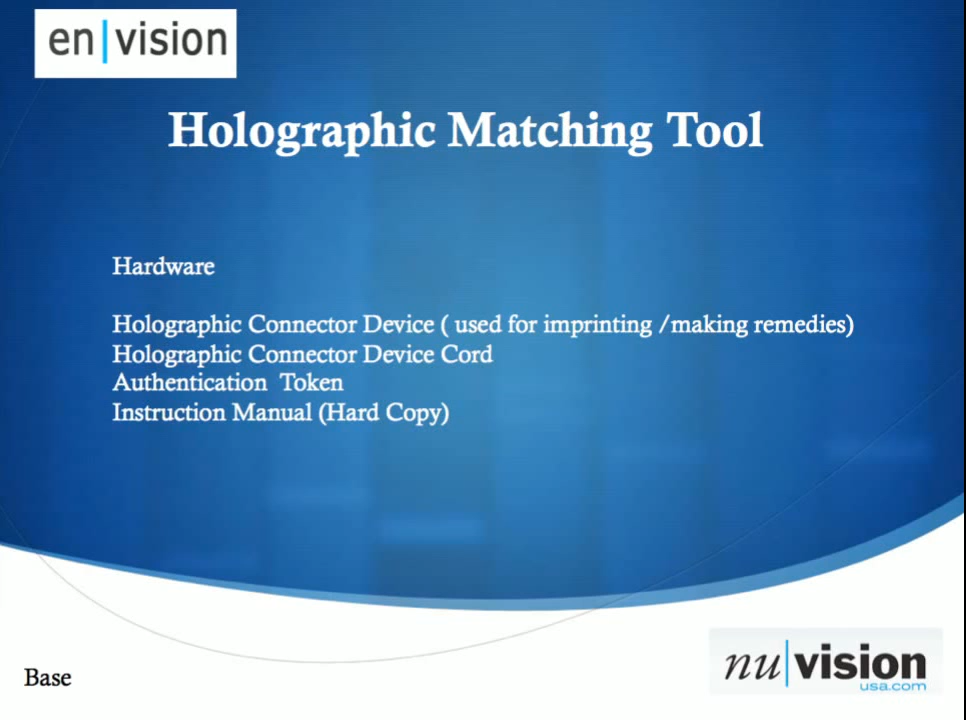 en|vision
Holographic Matching Tool
Hardware
Holographic Connector Device ( used for imprinting /making remedies)
Holographic Connector Device Cord
Authentication  Token
Instruction Manual (Hard Copy)
nu|vision
usa.com
Base